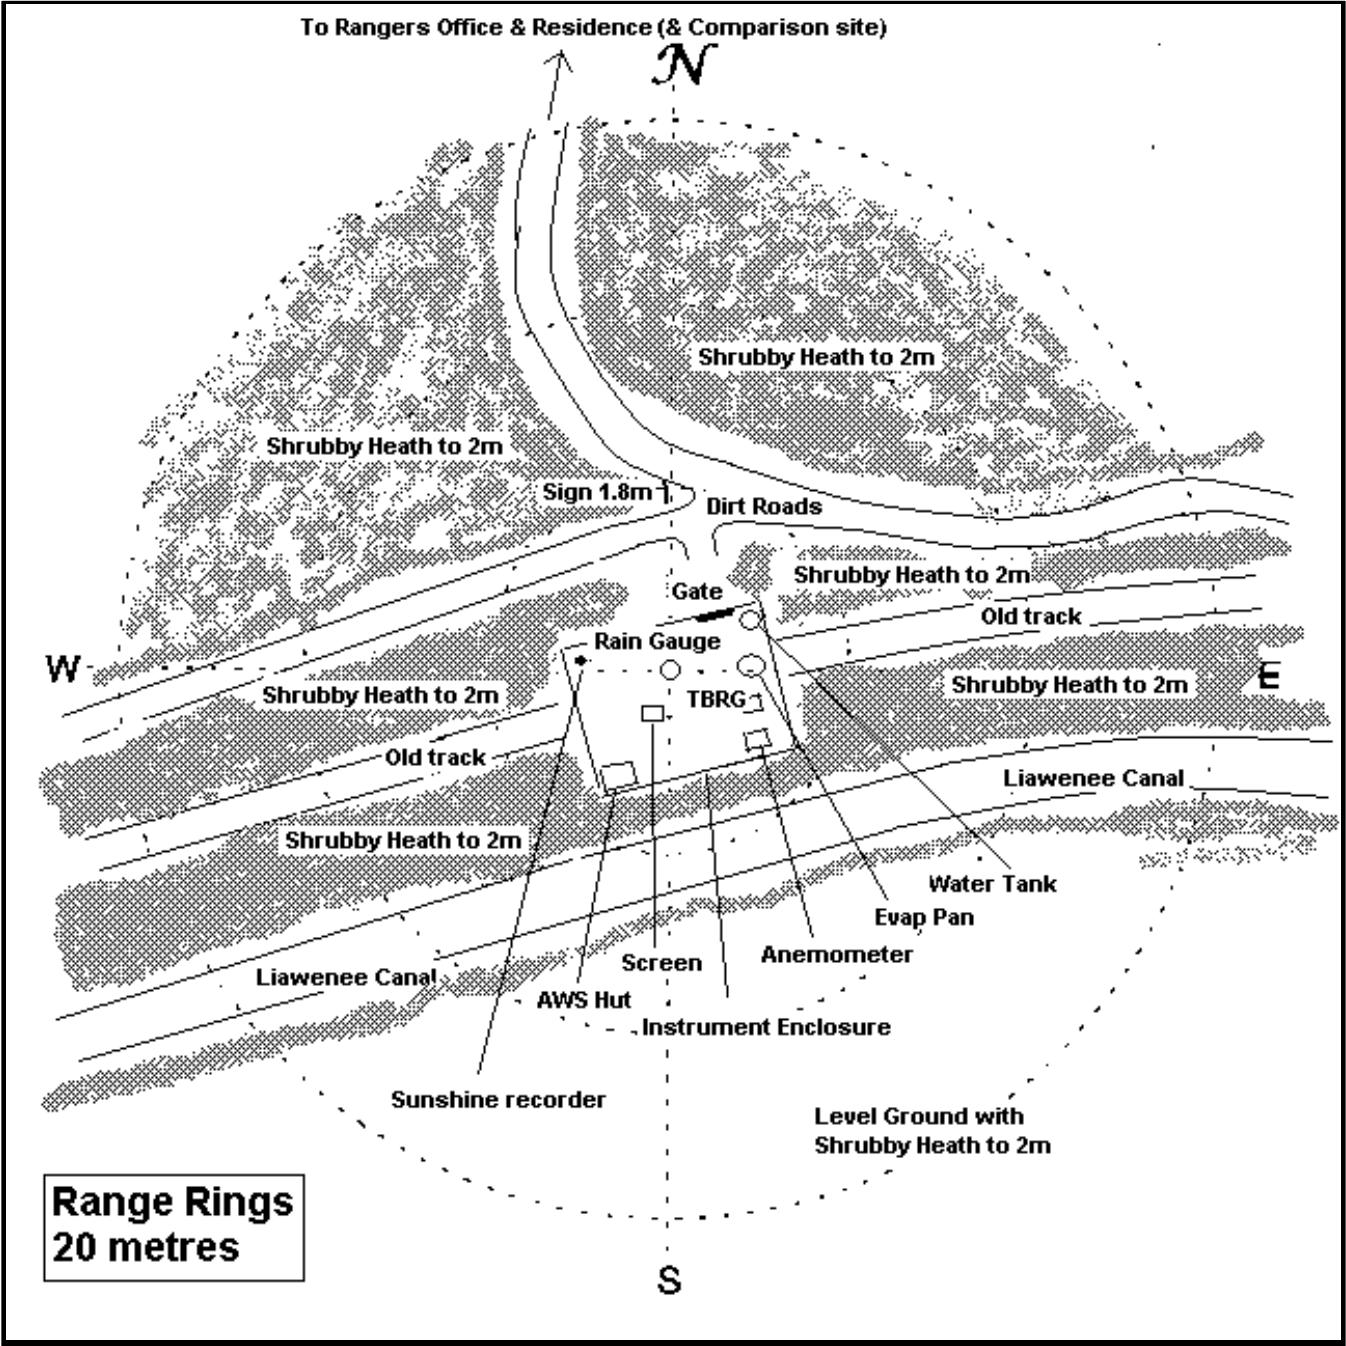 To Rangers Office & Residence (& Comparison site)
N
Shrubby Heath to 2m
Shrubby Heath to 2m
Sign 1.8m
Dirt Roads
Shrubby Heath to 2m
Gate
Old track
Rain Gauge
W
E
Shrubby Heath to 2m
Shrubby Heath to 2m
TBRG
Old track
Liawenee Canal
Shrubby Heath to 2m
Water Tank
Evap Pan
Anemometer
Screen
Liawenee Canal
AWS Hut
Instrument Enclosure
Sunshine recorder
Level Ground with
Shrubby Heath to 2m
Range Rings
20 metres
S